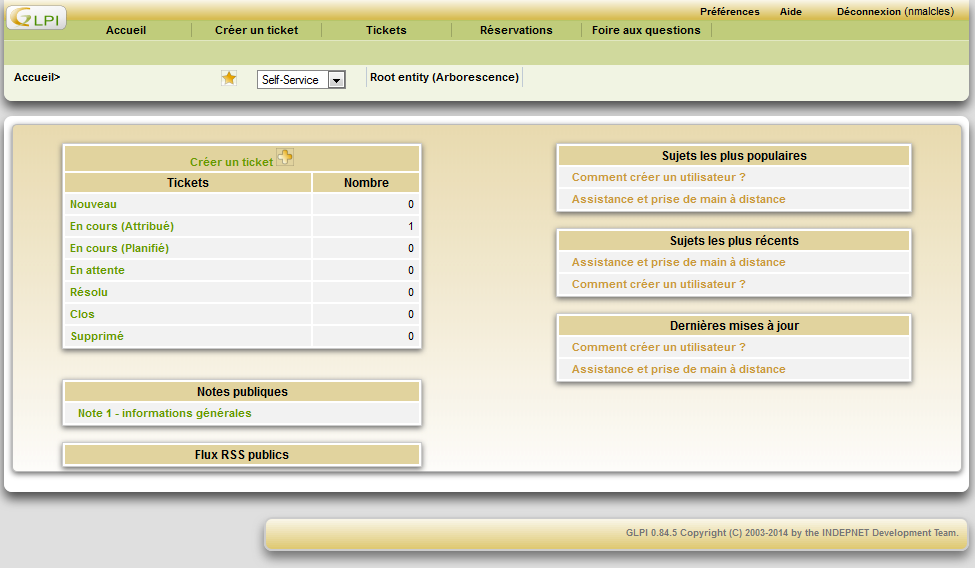 GLPI
Préférences Aide Déconnexion (nmalcles)
Accueil Créer un ticket Tickets Réservations Foire aux questions
Accueil> Self-Service Root entity (Arborescence)
Créer un ticket
Tickets Nombre
Nouveau 0
En cours (Attribué) 1
En cours (Planifié) 0
En attente 0
Résolu 0
Clos 0
Supprimé 0
Notes publiques
Note 1 - informations générales
Flux RSS publics
Sujets les plus populaires
Comment créer un utilisateur ?
Assistance et prise de main à distance
Sujets les plus récents
Assistance et prise de main à distance
Comment créer un utilisateur ?
Dernières mises à jour
Comment créer un utilisateur ?
Assistance et prise de main à distance
GLPI 0.84.5 Copyright (C) 2003-2014 by the INDEPNET Development Team.